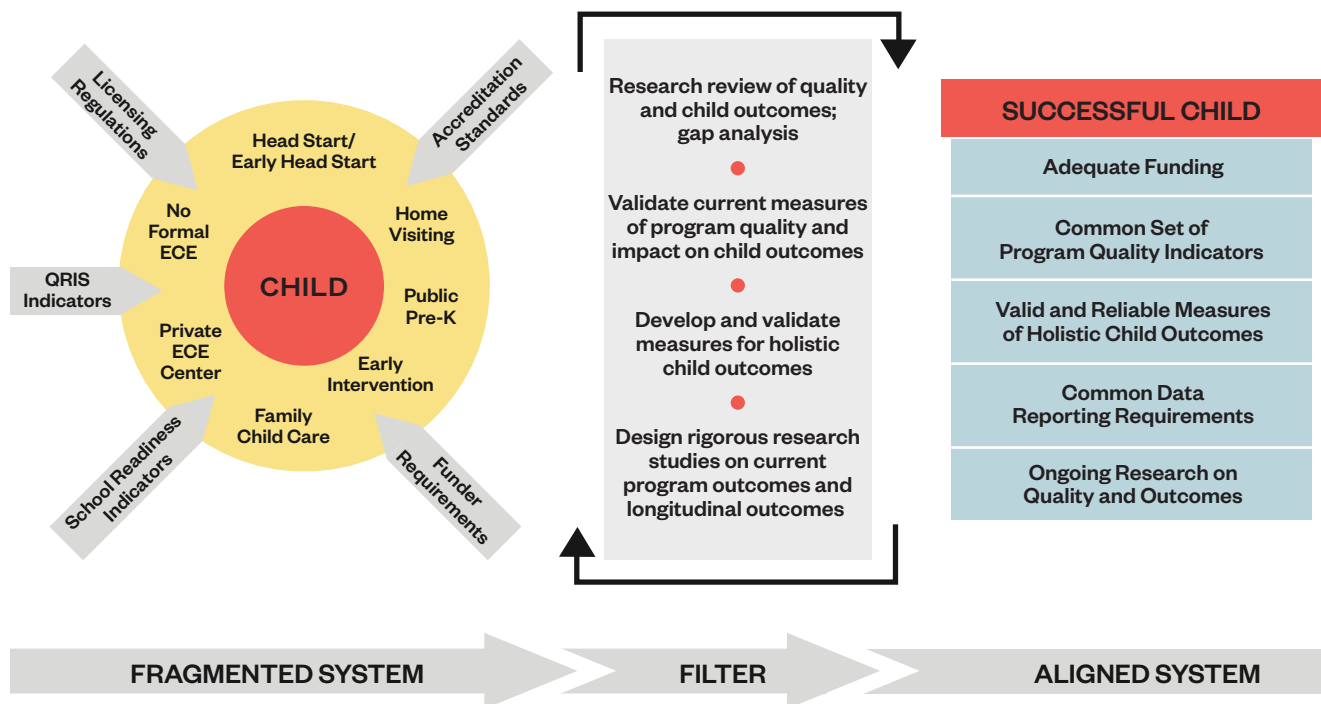 Licensing
Regulations
Accreditation
Standards
QRIS
Indicators
School Readiness
Indicators
Funder
Requirements
Head Start/
Early Head Start
No
Formal
ECE
Home
Visiting
CHILD
Public
Pre-K
Private
ECE
Center
Early
Intervention
Family
Child Care
Research review of quality
and child outcomes;
gap analysis
Validate current measures
of program quality and
impact on child outcomes
Develop and validate
measures for holistic
child outcomes
Design rigorous research
studies on current
program outcomes and
longitudinal outcomes
SUCCESSFUL CHILD
Adequate Funding
Common Set of
Program Quality Indicators
Valid and Reliable Measures
of Holistic Child Outcomes
Common Data
Reporting Requirements
Ongoing Research on
Quality and Outcomes
FRAGMENTED SYSTEM
FILTER
ALIGNED SYSTEM